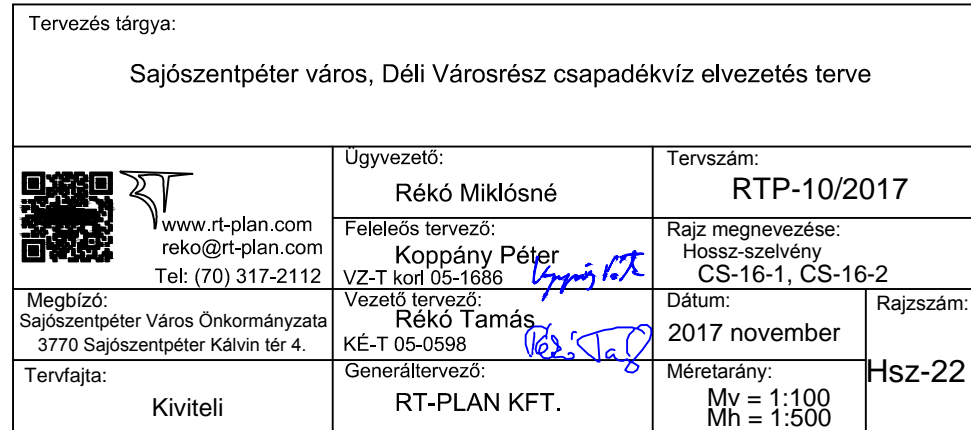 Tervezés tárgya:
Sajószentpéter város, Déli Városrész csapadékvíz elvezetés terve
www.rt-plan.com
reko@rt-plan.com
Tel: (70) 317-2112
Ügyvezető:
Rékó Miklósné
Tervszám:
RTP-10/2017
Feleleős tervező:
Koppány Péter
VZ-T korl 05-1686
Koppány Péter
Rajz megnevezése:
Hossz-szelvény
CS-16-1, CS-16-2
Megbízó:
Sajószentpéter Város Önkormányzata
3770 Sajószentpéter Kálvin tér 4.
Vezető tervező:
Rékó Tamás
KÉ-T 05-0598
Dátum:
2017 november
Rajzszám:
Hsz-22
Tervfajta:
Kiviteli
Generáltervező:
RT-PLAN KFT.
Méretarány:
Mv = 1:100
Mh = 1:500